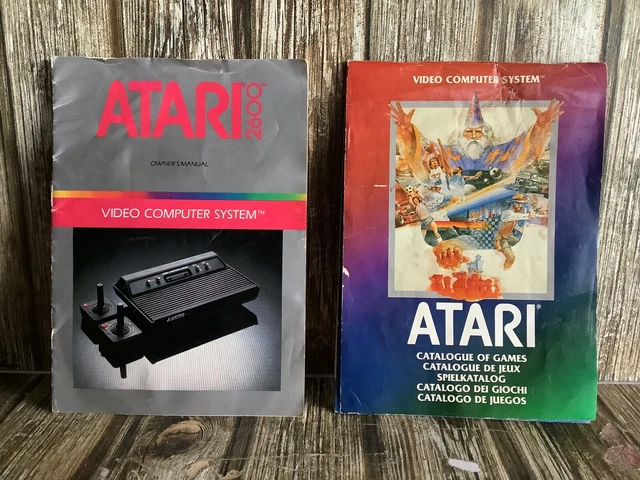 ATARI 2600™
OWNER'S MANUAL
VIDEO COMPUTER SYSTEM™
VIDEO COMPUTER SYSTEM™
ATARI®
CATALOGUE OF GAMES
CATALOGUE DE JEUX
SPIELKATALOG
CATALOGO DEI GIOCHI
CATALOGO DE JUEGOS